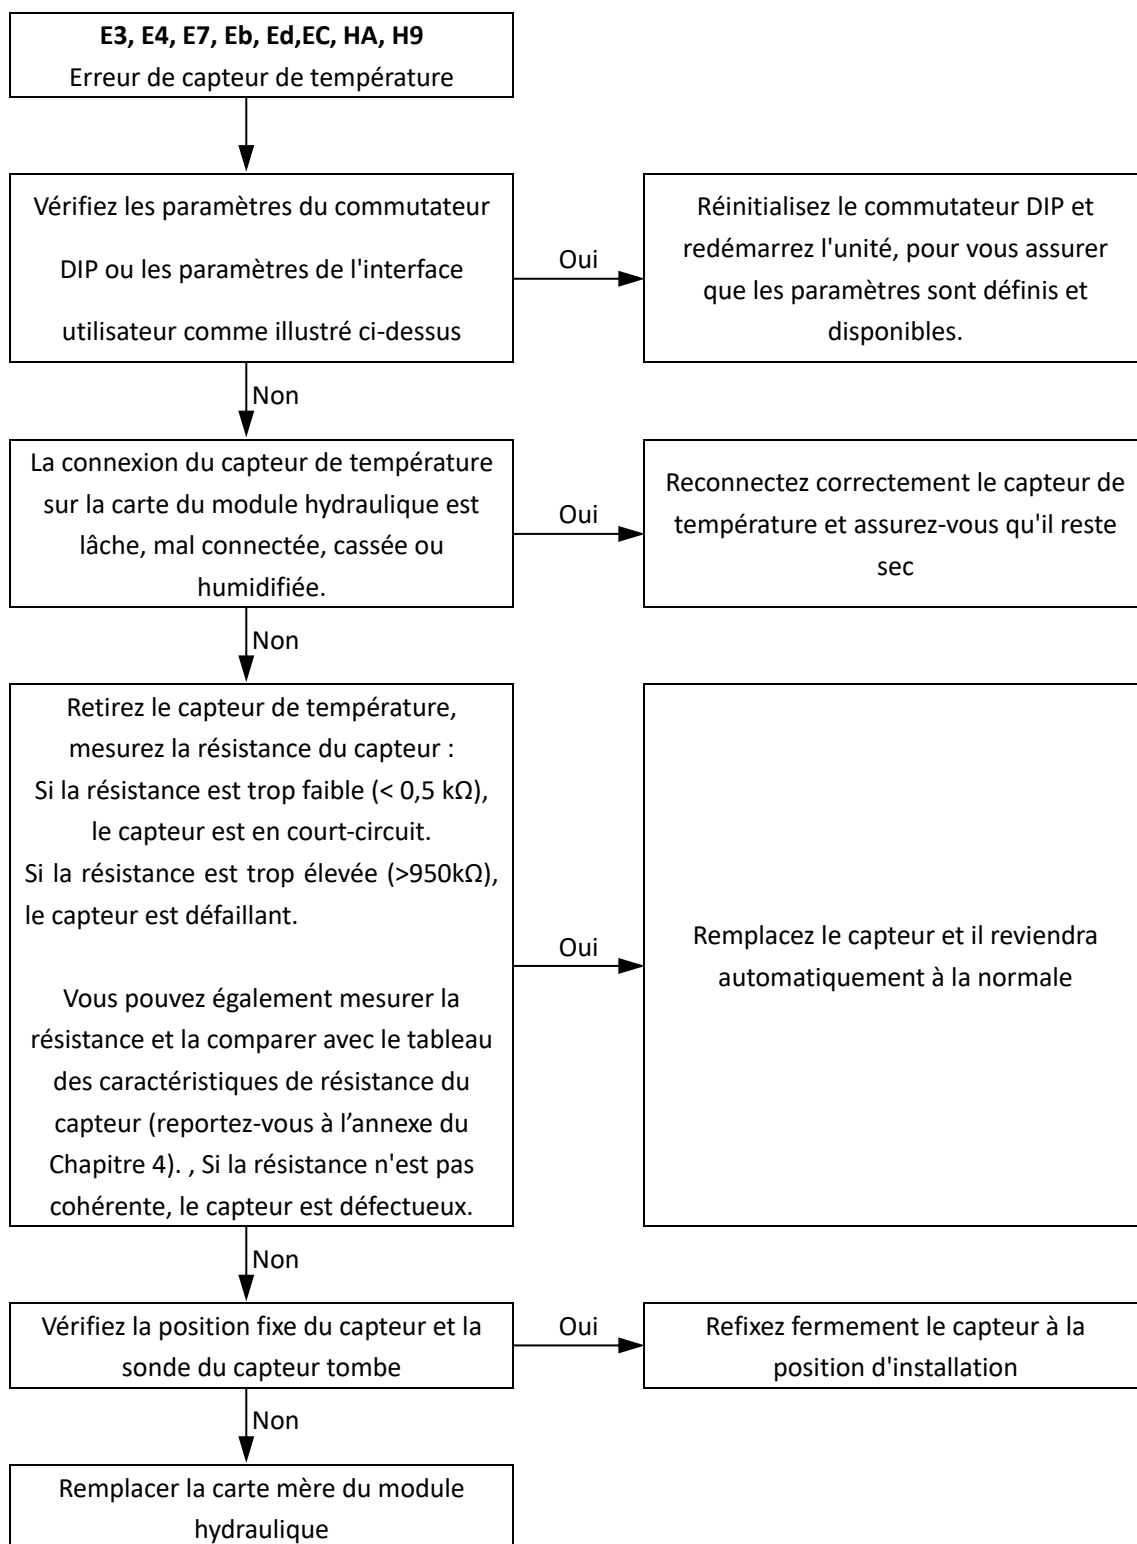 E3, E4, E7, Eb, Ed,EC, HA, H9
Erreur de capteur de température
Vérifiez les paramètres du commutateur
DIP ou les paramètres de l'interface
utilisateur comme illustré ci-dessus
Oui
Réinitialisez le commutateur DIP et
redémarrez l'unité, pour vous assurer
que les paramètres sont définis et
disponibles.
Non
La connexion du capteur de température
sur la carte du module hydraulique est
lâche, mal connectée, cassée ou
humidifiée.
Oui
Reconnectez correctement le capteur de
température et assurez-vous qu'il reste
sec
Non
Retirez le capteur de température,
mesurez la résistance du capteur :
Si la résistance est trop faible (< 0,5 kΩ),
le capteur est en court-circuit.
Si la résistance est trop élevée (>950kΩ),
le capteur est défaillant.
Vous pouvez également mesurer la
résistance et la comparer avec le tableau
des caractéristiques de résistance du
capteur (reportez-vous à l’annexe du
Chapitre 4). , Si la résistance n'est pas
cohérente, le capteur est défectueux.
Oui
Remplacez le capteur et il reviendra
automatiquement à la normale
Non
Vérifiez la position fixe du capteur et la
sonde du capteur tombe
Oui
Refixez fermement le capteur à la
position d'installation
Non
Remplacer la carte mère du module
hydraulique